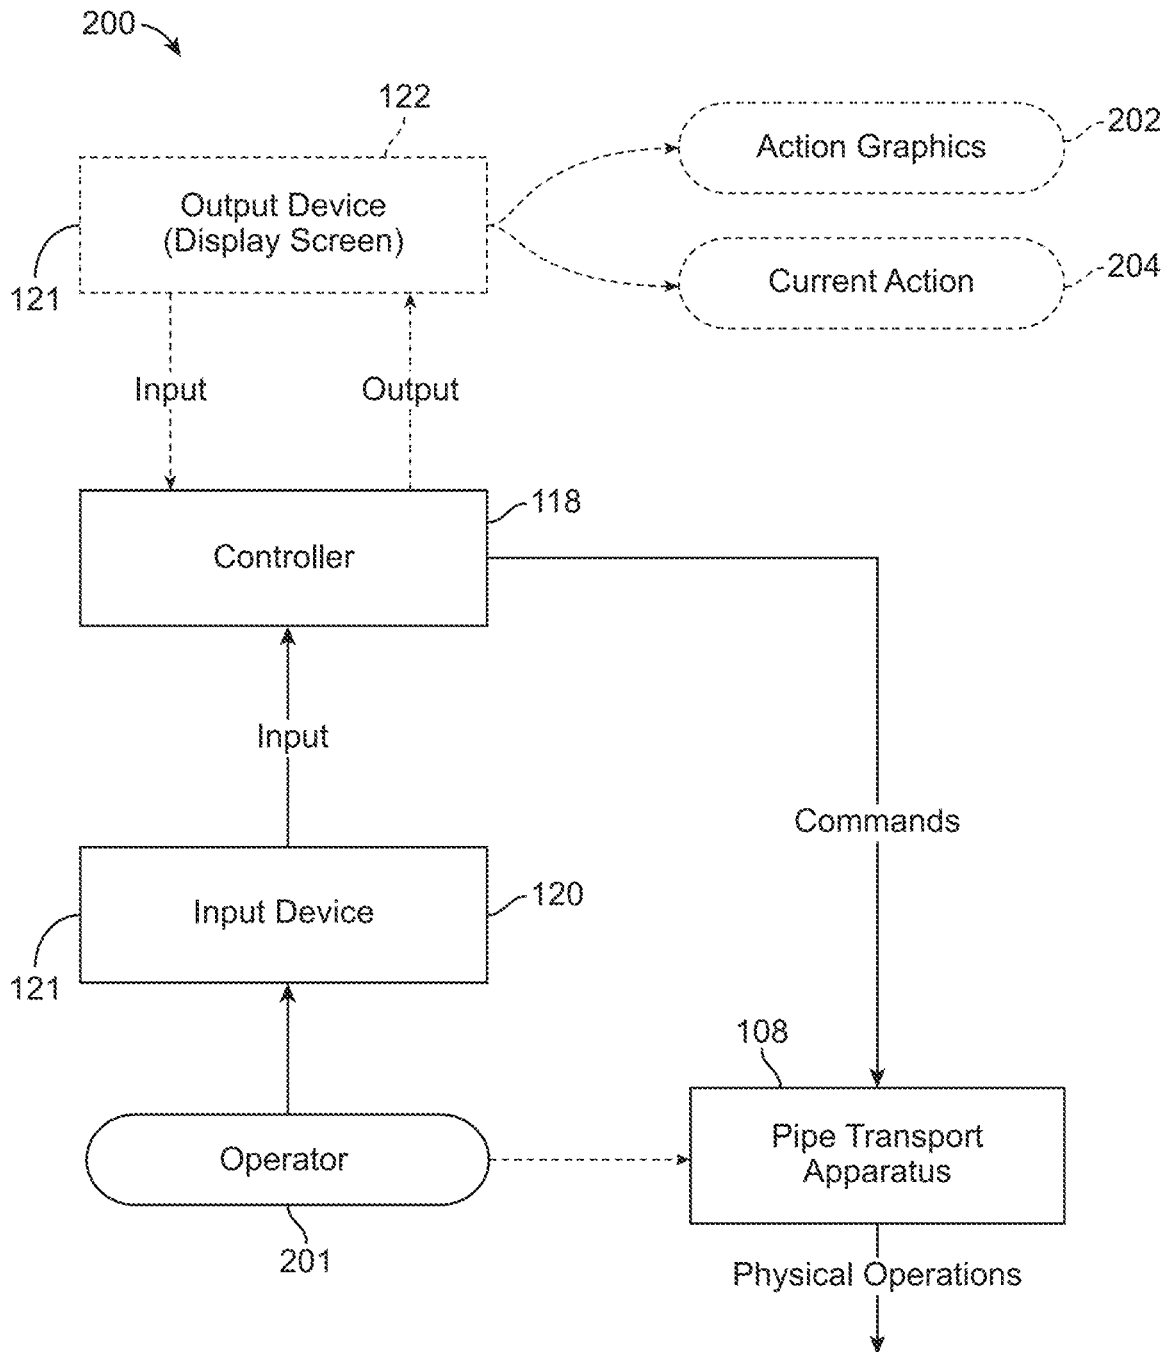 200
122
Output Device
(Display Screen)
121
Action Graphics
202
Current Action
204
Input
Output
118
Controller
Input
Commands
Input Device
120
121
108
Operator
201
Pipe Transport
Apparatus
Physical Operations